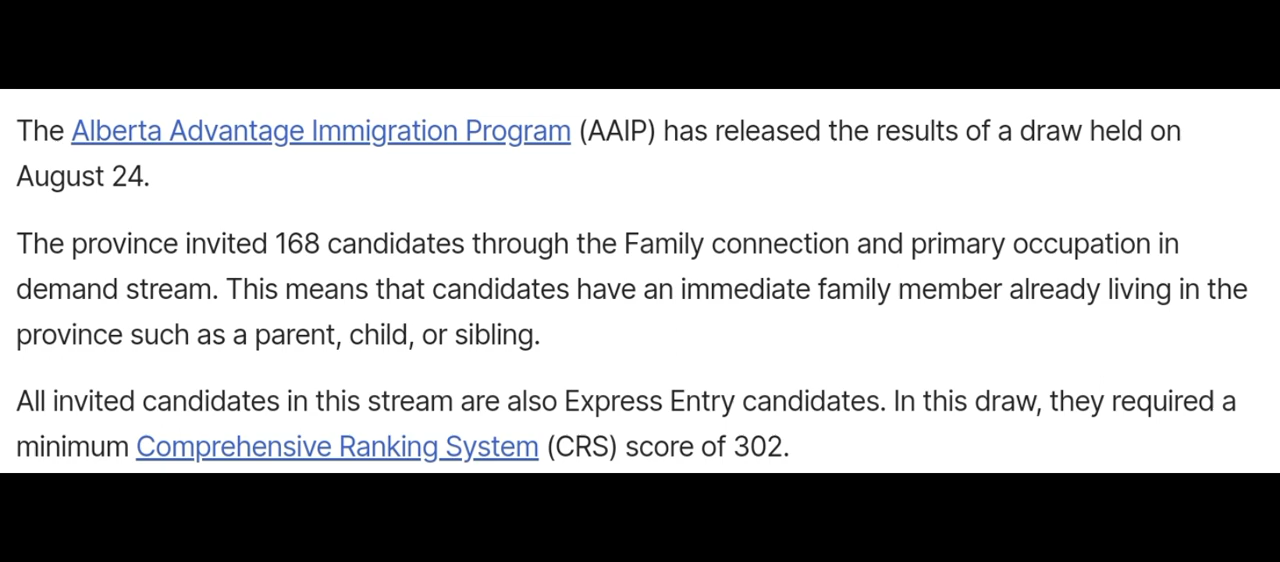 The Alberta Advantage Immigration Program (AAIP) has released the results of a draw held on
August 24.
The province invited 168 candidates through the Family connection and primary occupation in
demand stream. This means that candidates have an immediate family member already living in the
province such as a parent, child, or sibling.
All invited candidates in this stream are also Express Entry candidates. In this draw, they required a
minimum Comprehensive Ranking System (CRS) score of 302.